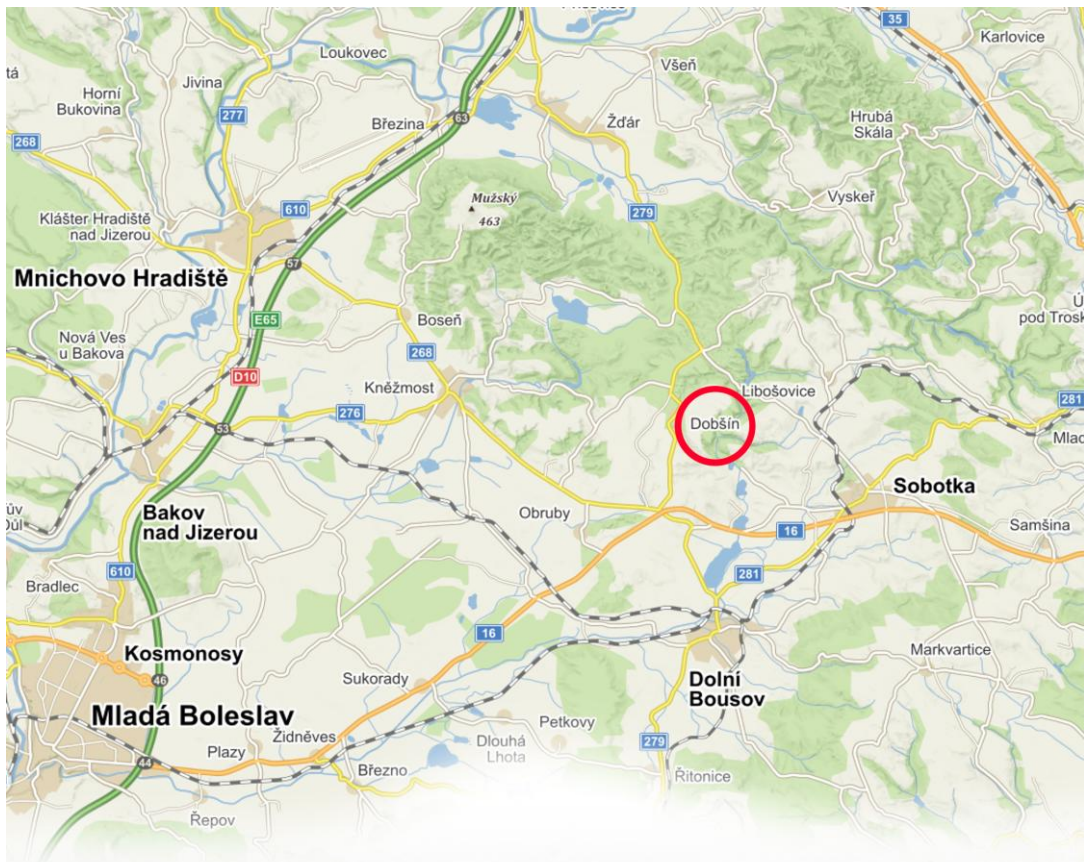 35
Karlovice
Loukovec
Všeň
tá
Jivina
Horní
Bukovina
277
63
Březina
Žďár
Hrubá
Skála
268
Mužský
463
Vyskeř
610
279
Klášter Hradiště
nad Jizerou
57
Mnichovo Hradiště
pod Trosk
E65
Boseň
Nová Ves
u Bakova
268
D10
Kněžmost
Libošovice
281
276
Dobšín
53
Mlad
Sobotka
Bakov
nad Jizerou
Obruby
16
Samšina
610
281
Bradlec
16
Kosmonosy
Markvartice
46
Sukorady
Dolní
Bousov
Mladá Boleslav
Židněves
Petkovy
Plazy
Dlouhá
Lhota
279
44
Březno
Řitonice
Řepov